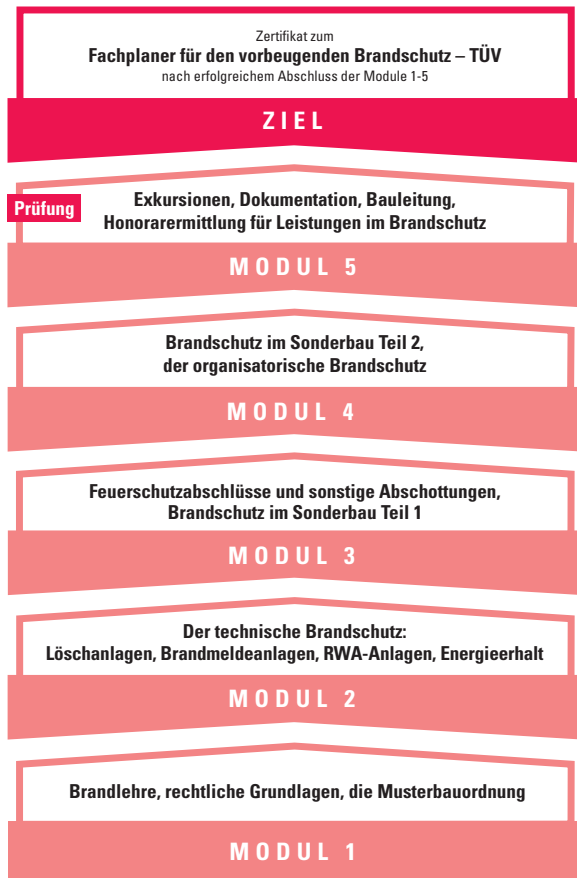 Zertifikat zum
Fachplaner für den vorbeugenden Brandschutz – TÜV
nach erfolgreichem Abschluss der Module 1-5
ZIEL
Prüfung
Exkursionen, Dokumentation, Bauleitung,
Honorarermittlung für Leistungen im Brandschutz
MODUL 5
Brandschutz im Sonderbau Teil 2,
der organisatorische Brandschutz
MODUL 4
Feuerschutzabschlüsse und sonstige Abschottungen,
Brandschutz im Sonderbau Teil 1
MODUL 3
Der technische Brandschutz:
Löschanlagen, Brandmeldeanlagen, RWA-Anlagen, Energieerhalt
MODUL 2
Brandlehre, rechtliche Grundlagen, die Musterbauordnung
MODUL 1